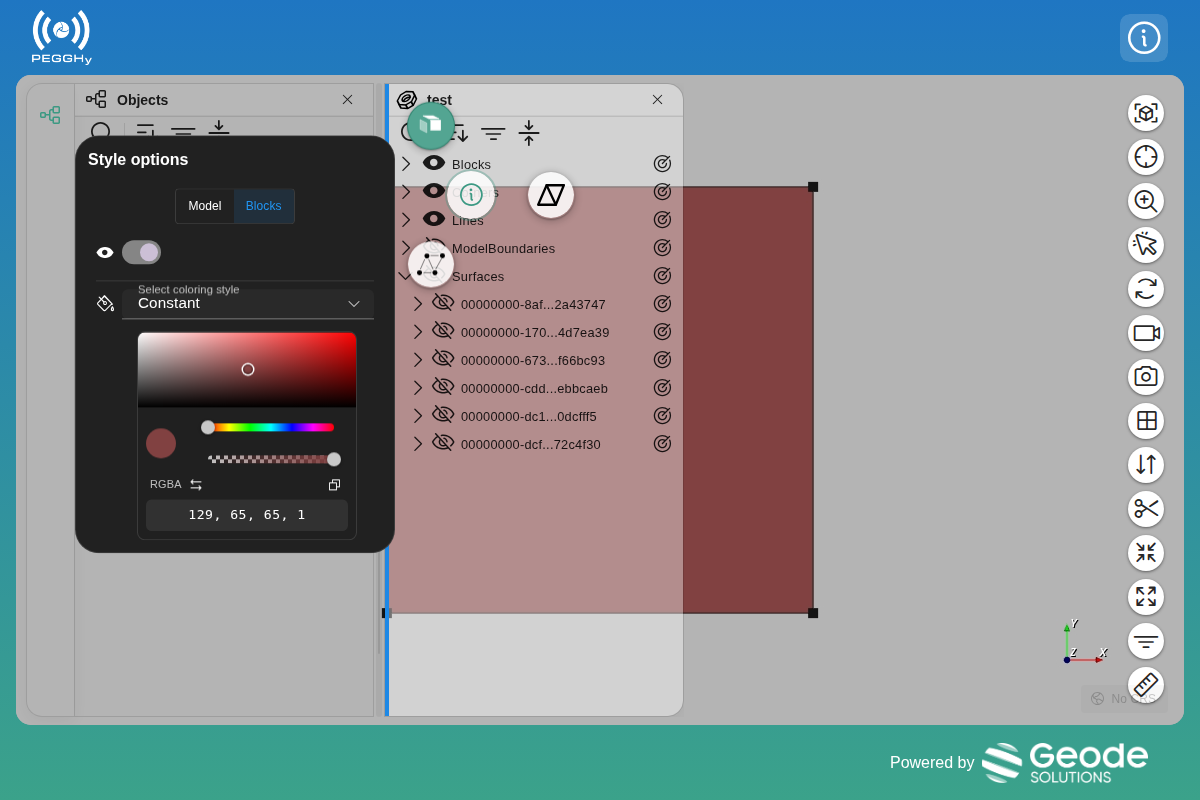 PEGGHy
Objects
test
Style options
Model
Blocks
Select coloring style
Constant
RGBA
129, 65, 65, 1
Blocks
Lines
ModelBoundaries
Surfaces
00000000-8af...2a43747
00000000-170...4d7ea39
00000000-673...f66bc93
00000000-cdd...ebbcaeb
00000000-dc1...0dcfff5
00000000-dcf...72c4f30
Y
Z
X
No CRS
Powered by
Geode
SOLUTIONS